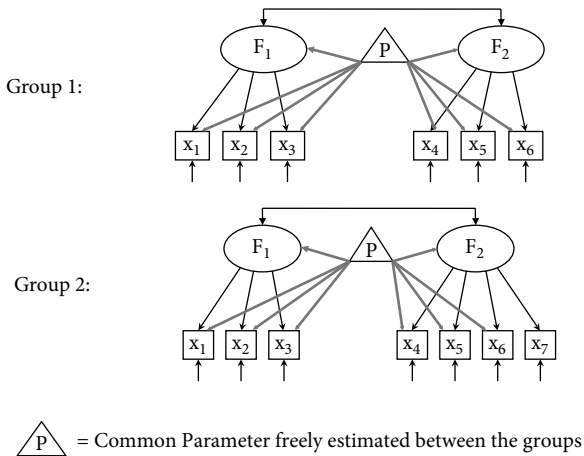 F1 P F2
Group 1:
x1 x2 x3 x4 x5 x6
F1 P F2
Group 2:
x1 x2 x3 x4 x5 x6 x7
P = Common Parameter freely estimated between the groups